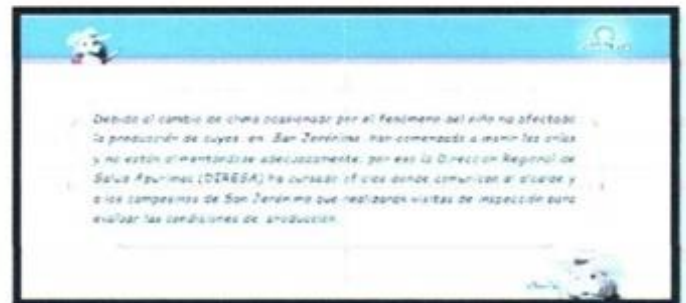 Debido al cambio de clima ocasionado por el fenómeno del niño ha afectado
la producción de cuyes en San Jerónimo han comenzado a morir las crías
y no están alimentándose adecuadamente, por eso la Dirección Regional de
Salud Apurímac (DIRESA) ha cursado oficios donde comunican al alcalde y
a los campesinos de San Jerónimo que realizarán visitas de inspección para
evaluar las condiciones de producción.